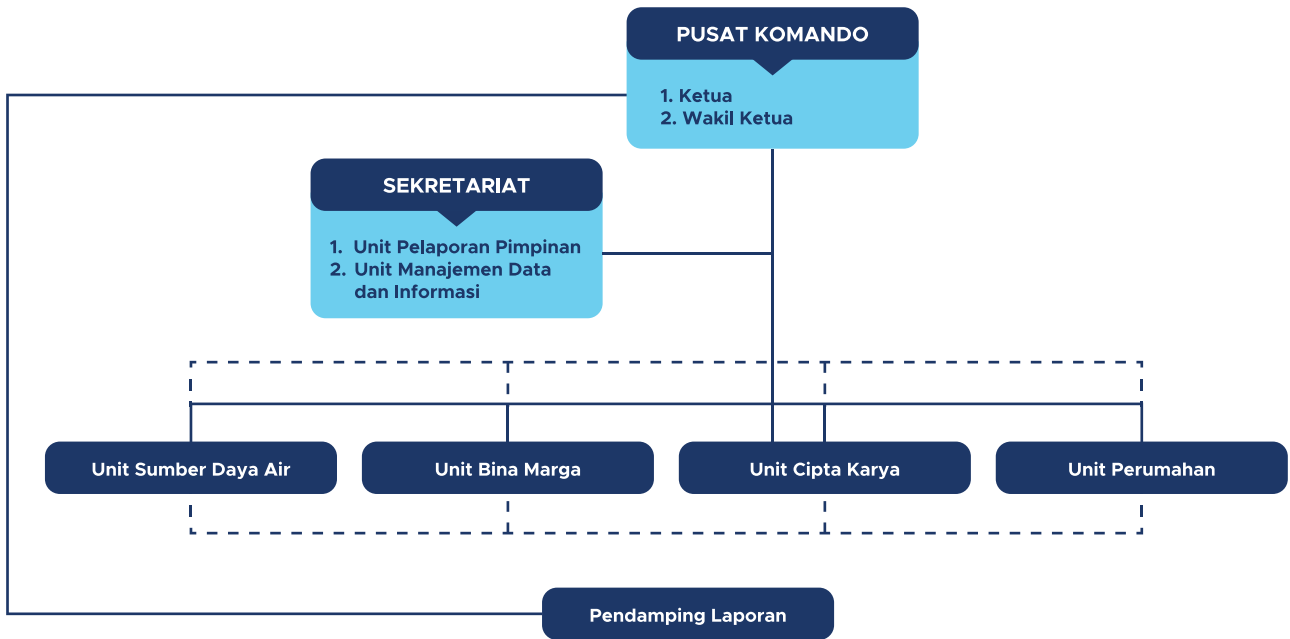 PUSAT KOMANDO
1. Ketua
2. Wakil Ketua
SEKRETARIAT
1. Unit Pelaporan Pimpinan
2. Unit Manajemen Data
dan Informasi
Unit Sumber Daya Air
Unit Bina Marga
Unit Cipta Karya
Unit Perumahan
Pendamping Laporan